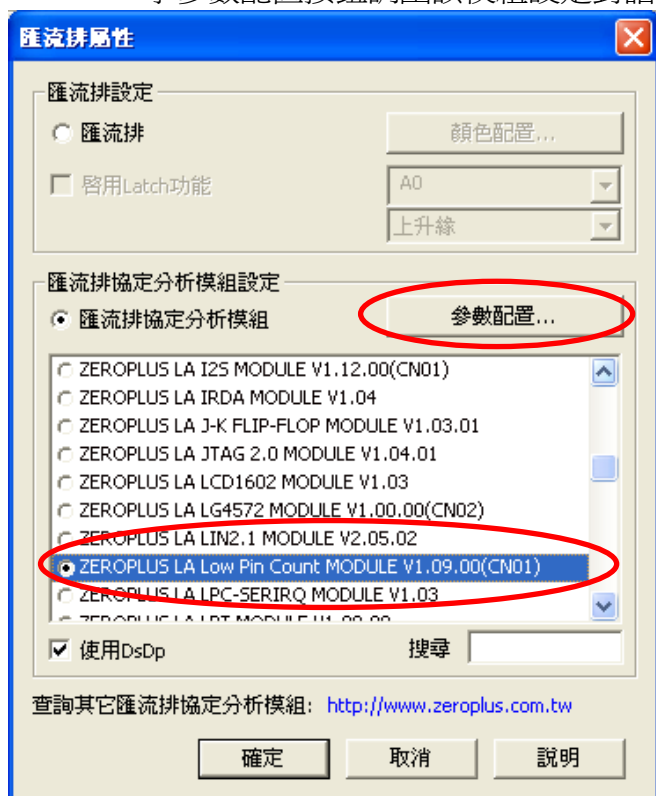 匯流排屬性
匯流排設定
匯流排
顏色配置...
啓用Latch功能
A0
上升緣
匯流排協定分析模組設定
匯流排協定分析模組
參數配置...
ZEROPLUS LA I2S MODULE V1.12.00(CN01)
ZEROPLUS LA IRDA MODULE V1.04
ZEROPLUS LA J-K FLIP-FLOP MODULE V1.03.01
ZEROPLUS LA JTAG 2.0 MODULE V1.04.01
ZEROPLUS LA LCD1602 MODULE V1.03
ZEROPLUS LA LG4572 MODULE V1.00.00(CN02)
ZEROPLUS LA LIN2.1 MODULE V2.05.02
ZEROPLUS LA Low Pin Count MODULE V1.09.00(CN01)
ZEROPLUS LA LPC-SERIRQ MODULE V1.03
使用DsDp
搜尋
查詢其它匯流排協定分析模組: http://www.zeroplus.com.tw
確定
取消
説明